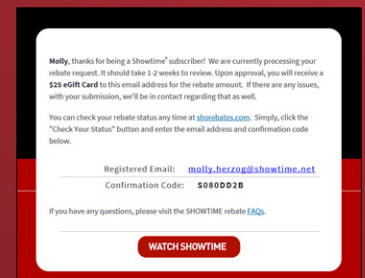 Molly, thanks for being a Showtime® subscriber! We are currently processing your
rebate request. It should take 1-2 weeks to review. Upon approval, you will receive a
$25 eGift Card to this email address for the rebate amount. If there are any issues,
with your submission, we'll be in contact regarding that as well.
You can check your rebate status any time at shorebates.com. Simply, click the
"Check Your Status" button and enter the email address and confirmation code
below.
Registered Email: molly.herzog@showtime.net
Confirmation Code: S080DD2B
If you have any questions, please visit the SHOWTIME rebate FAQs.
WATCH SHOWTIME